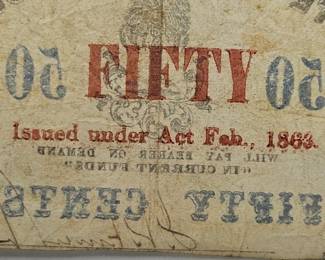 50 FIFTY 50
Issued under Act Feb., 1863.
WILL PAY BEARER ON DEMAND
"IN CURRENT FUNDS"
FIFTY CENTS